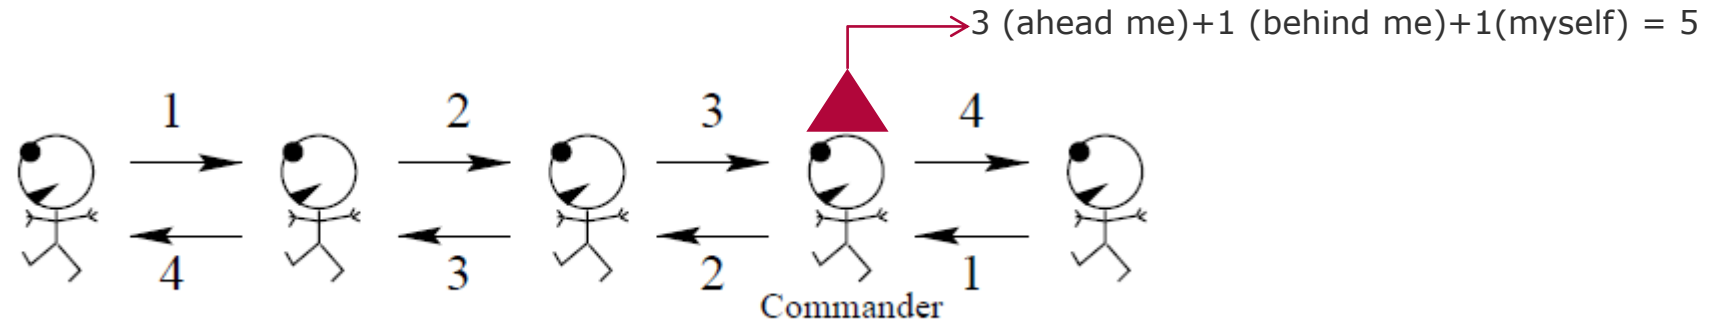 3 (ahead me)+1 (behind me)+1(myself) = 5
1 2 3 4
4 3 2 1
Commander